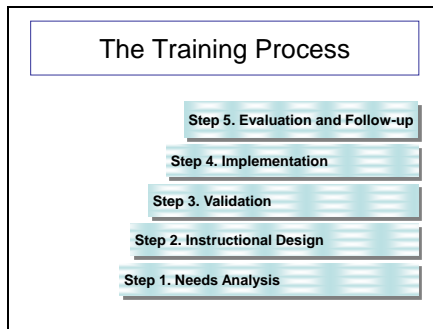 The Training Process
Step 5. Evaluation and Follow-up
Step 4. Implementation
Step 3. Validation
Step 2. Instructional Design
Step 1. Needs Analysis